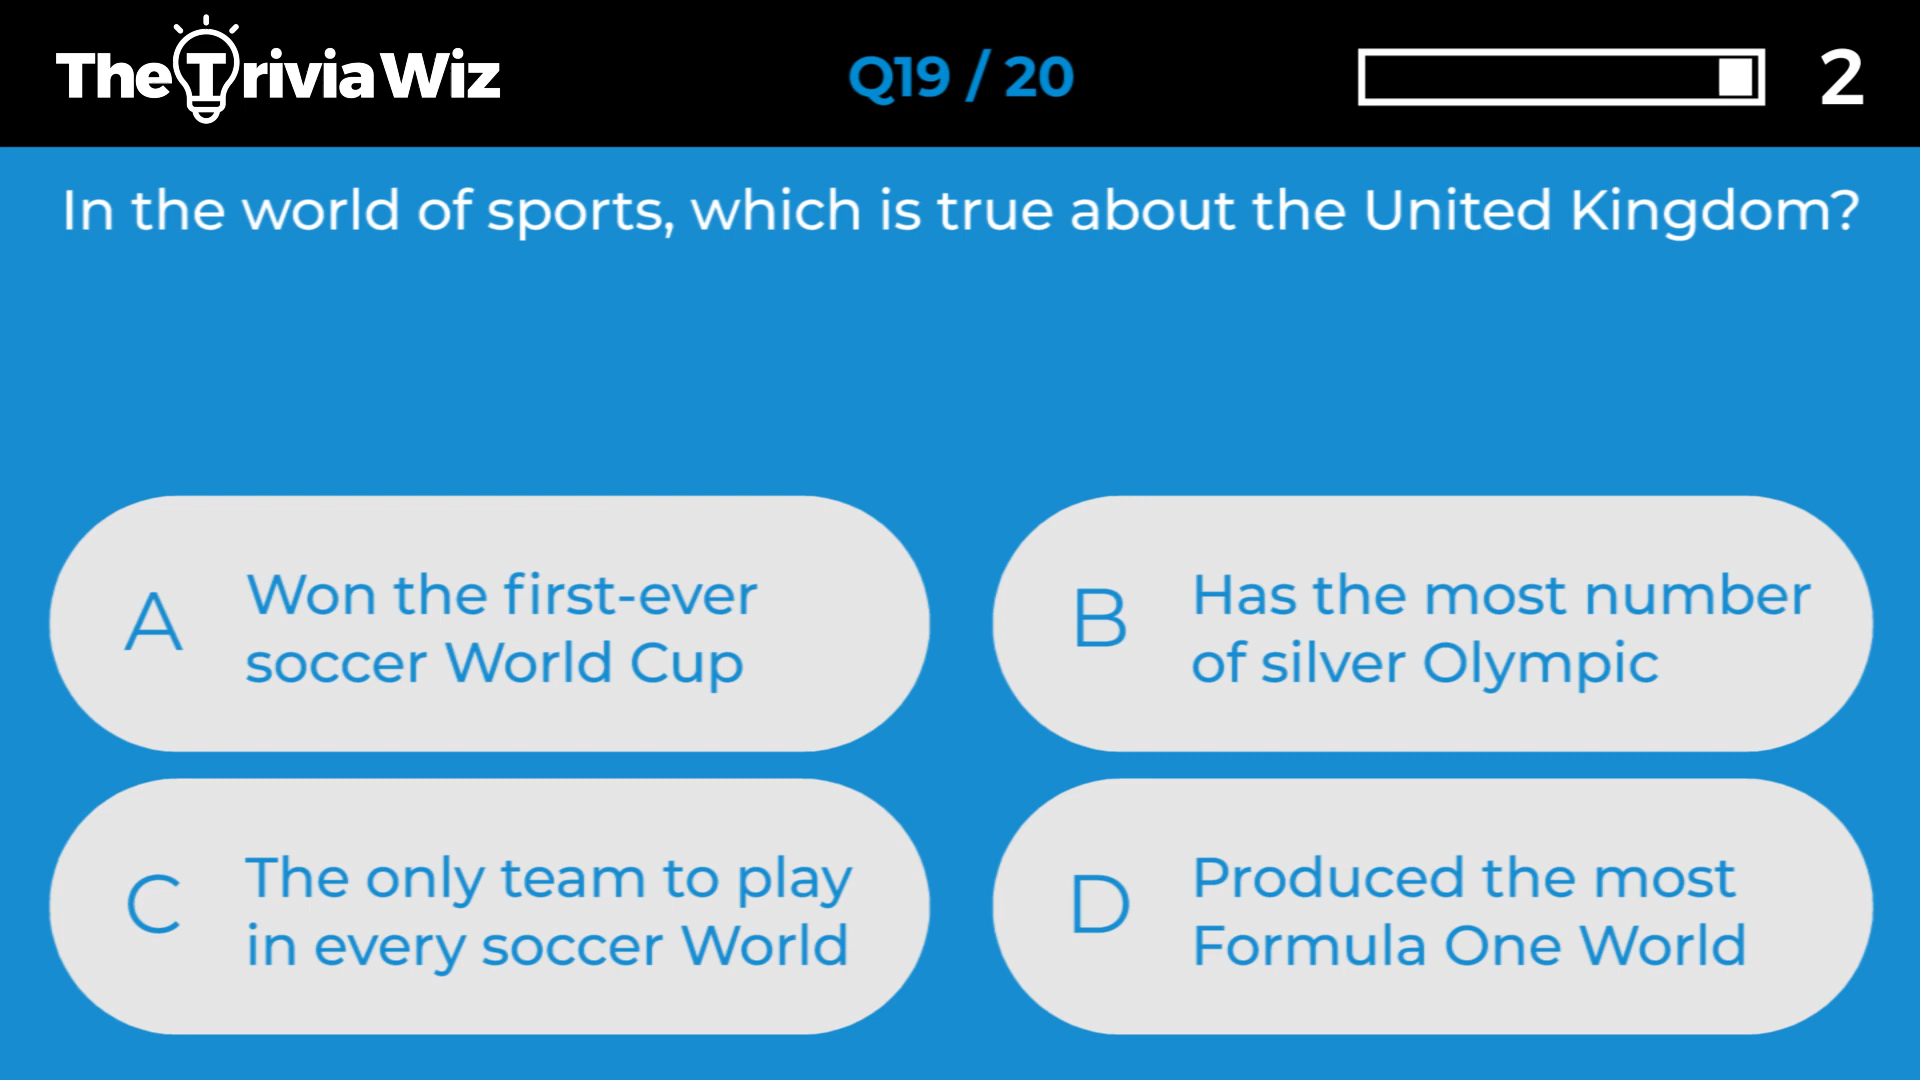 The Trivia Wiz
Q19 / 20
2
In the world of sports, which is true about the United Kingdom?
A
Won the first-ever
soccer World Cup
B
Has the most number
of silver Olympic
C
The only team to play
in every soccer World
D
Produced the most
Formula One World